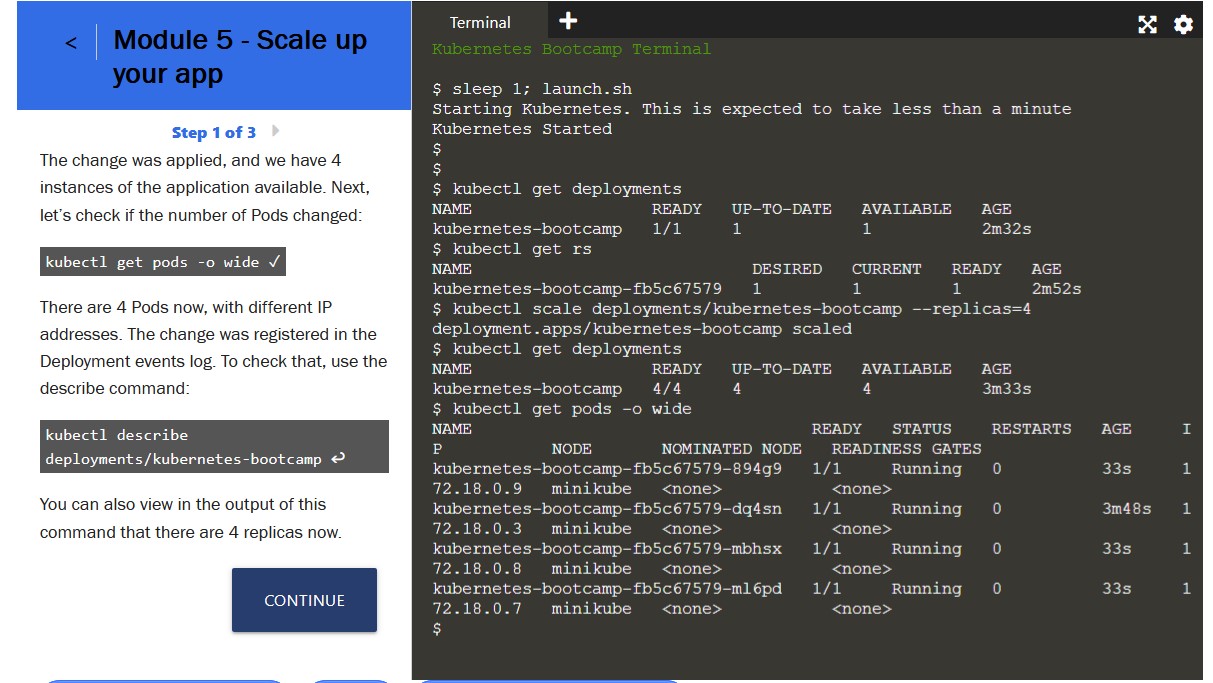 < Module 5 - Scale up
your app
Step 1 of 3
The change was applied, and we have 4
instances of the application available. Next,
let's check if the number of Pods changed:
kubectl get pods -o wide ✓
There are 4 Pods now, with different IP
addresses. The change was registered in the
Deployment events log. To check that, use the
describe command:
kubectl describe
deployments/kubernetes-bootcamp ↩
You can also view in the output of this
command that there are 4 replicas now.
CONTINUE
Terminal +
Kubernetes Bootcamp Terminal
$ sleep 1; launch.sh
Starting Kubernetes. This is expected to take less than a minute
Kubernetes Started
$
$
$ kubectl get deployments
NAME READY UP-TO-DATE AVAILABLE AGE
kubernetes-bootcamp 1/1 1 1 2m32s
$ kubectl get rs
NAME DESIRED CURRENT READY AGE
kubernetes-bootcamp-fb5c67579 1 1 1 2m52s
$ kubectl scale deployments/kubernetes-bootcamp --replicas=4
deployment.apps/kubernetes-bootcamp scaled
$ kubectl get deployments
NAME READY UP-TO-DATE AVAILABLE AGE
kubernetes-bootcamp 4/4 4 4 3m33s
$ kubectl get pods -o wide
NAME READY STATUS RESTARTS AGE I
P NODE NOMINATED NODE READINESS GATES
kubernetes-bootcamp-fb5c67579-894g9 1/1 Running 0 33s 1
72.18.0.9 minikube <none> <none>
kubernetes-bootcamp-fb5c67579-dq4sn 1/1 Running 0 3m48s 1
72.18.0.3 minikube <none> <none>
kubernetes-bootcamp-fb5c67579-mbhsx 1/1 Running 0 33s 1
72.18.0.8 minikube <none> <none>
kubernetes-bootcamp-fb5c67579-ml6pd 1/1 Running 0 33s 1
72.18.0.7 minikube <none> <none>
$